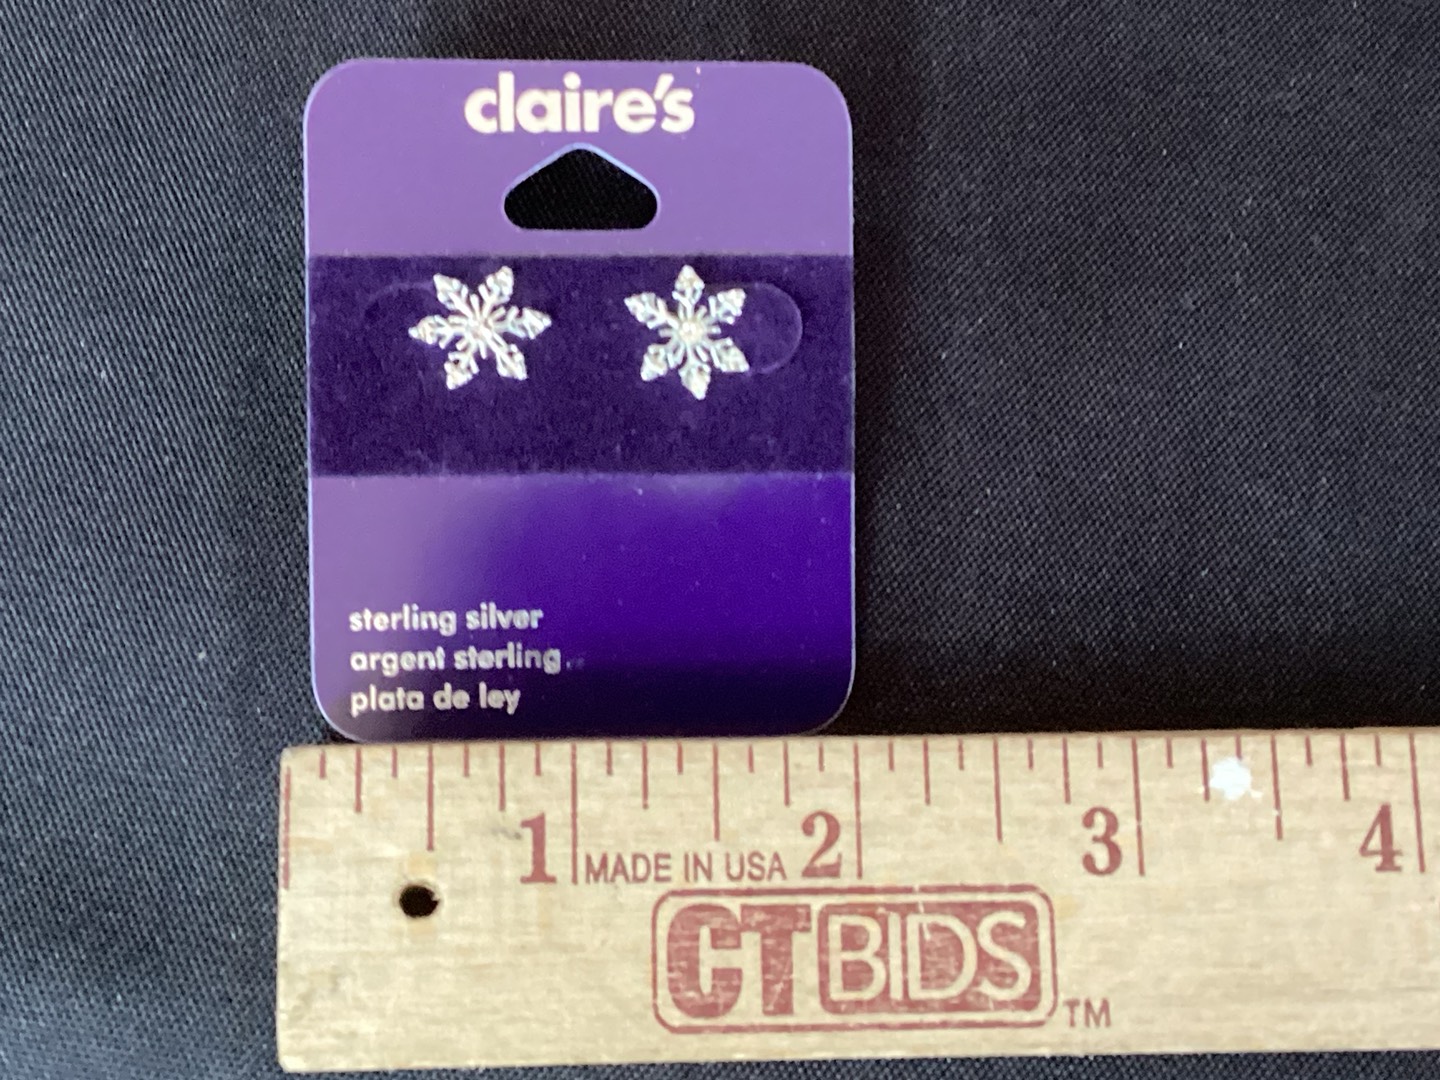 claire's
sterling silver
argent sterling
plata de ley
1 MADE IN USA 2 3 4
CTBIDS TM